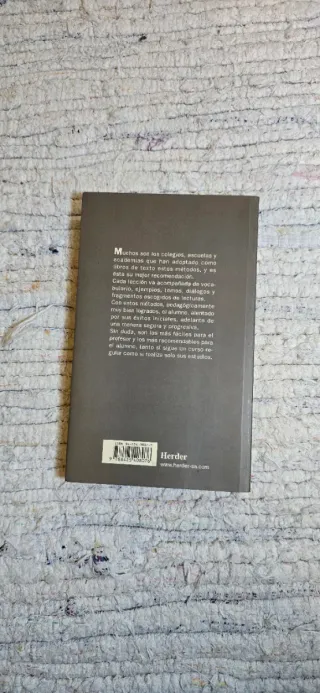 Muchos son los colegios, escuelas y
academias que han adoptado como
libros de texto estos métodos, y es
ésta su mejor recomendación.
Cada lección va acompañada de voca-
bulario, ejemplos, temas, diálogos y
fragmentos escogidos de lecturas.
Con estos métodos, pedagógicamente
muy bien logrados, el alumno, alentado
por sus éxitos iniciales, adelanta de
una manera segura y progresiva.
Sin duda, son los más fáciles para el
profesor y los más recomendables para
el alumno, tanto si sigue un curso re-
gular como si realiza solo sus estudios.
Herder
www.herder-sa.com